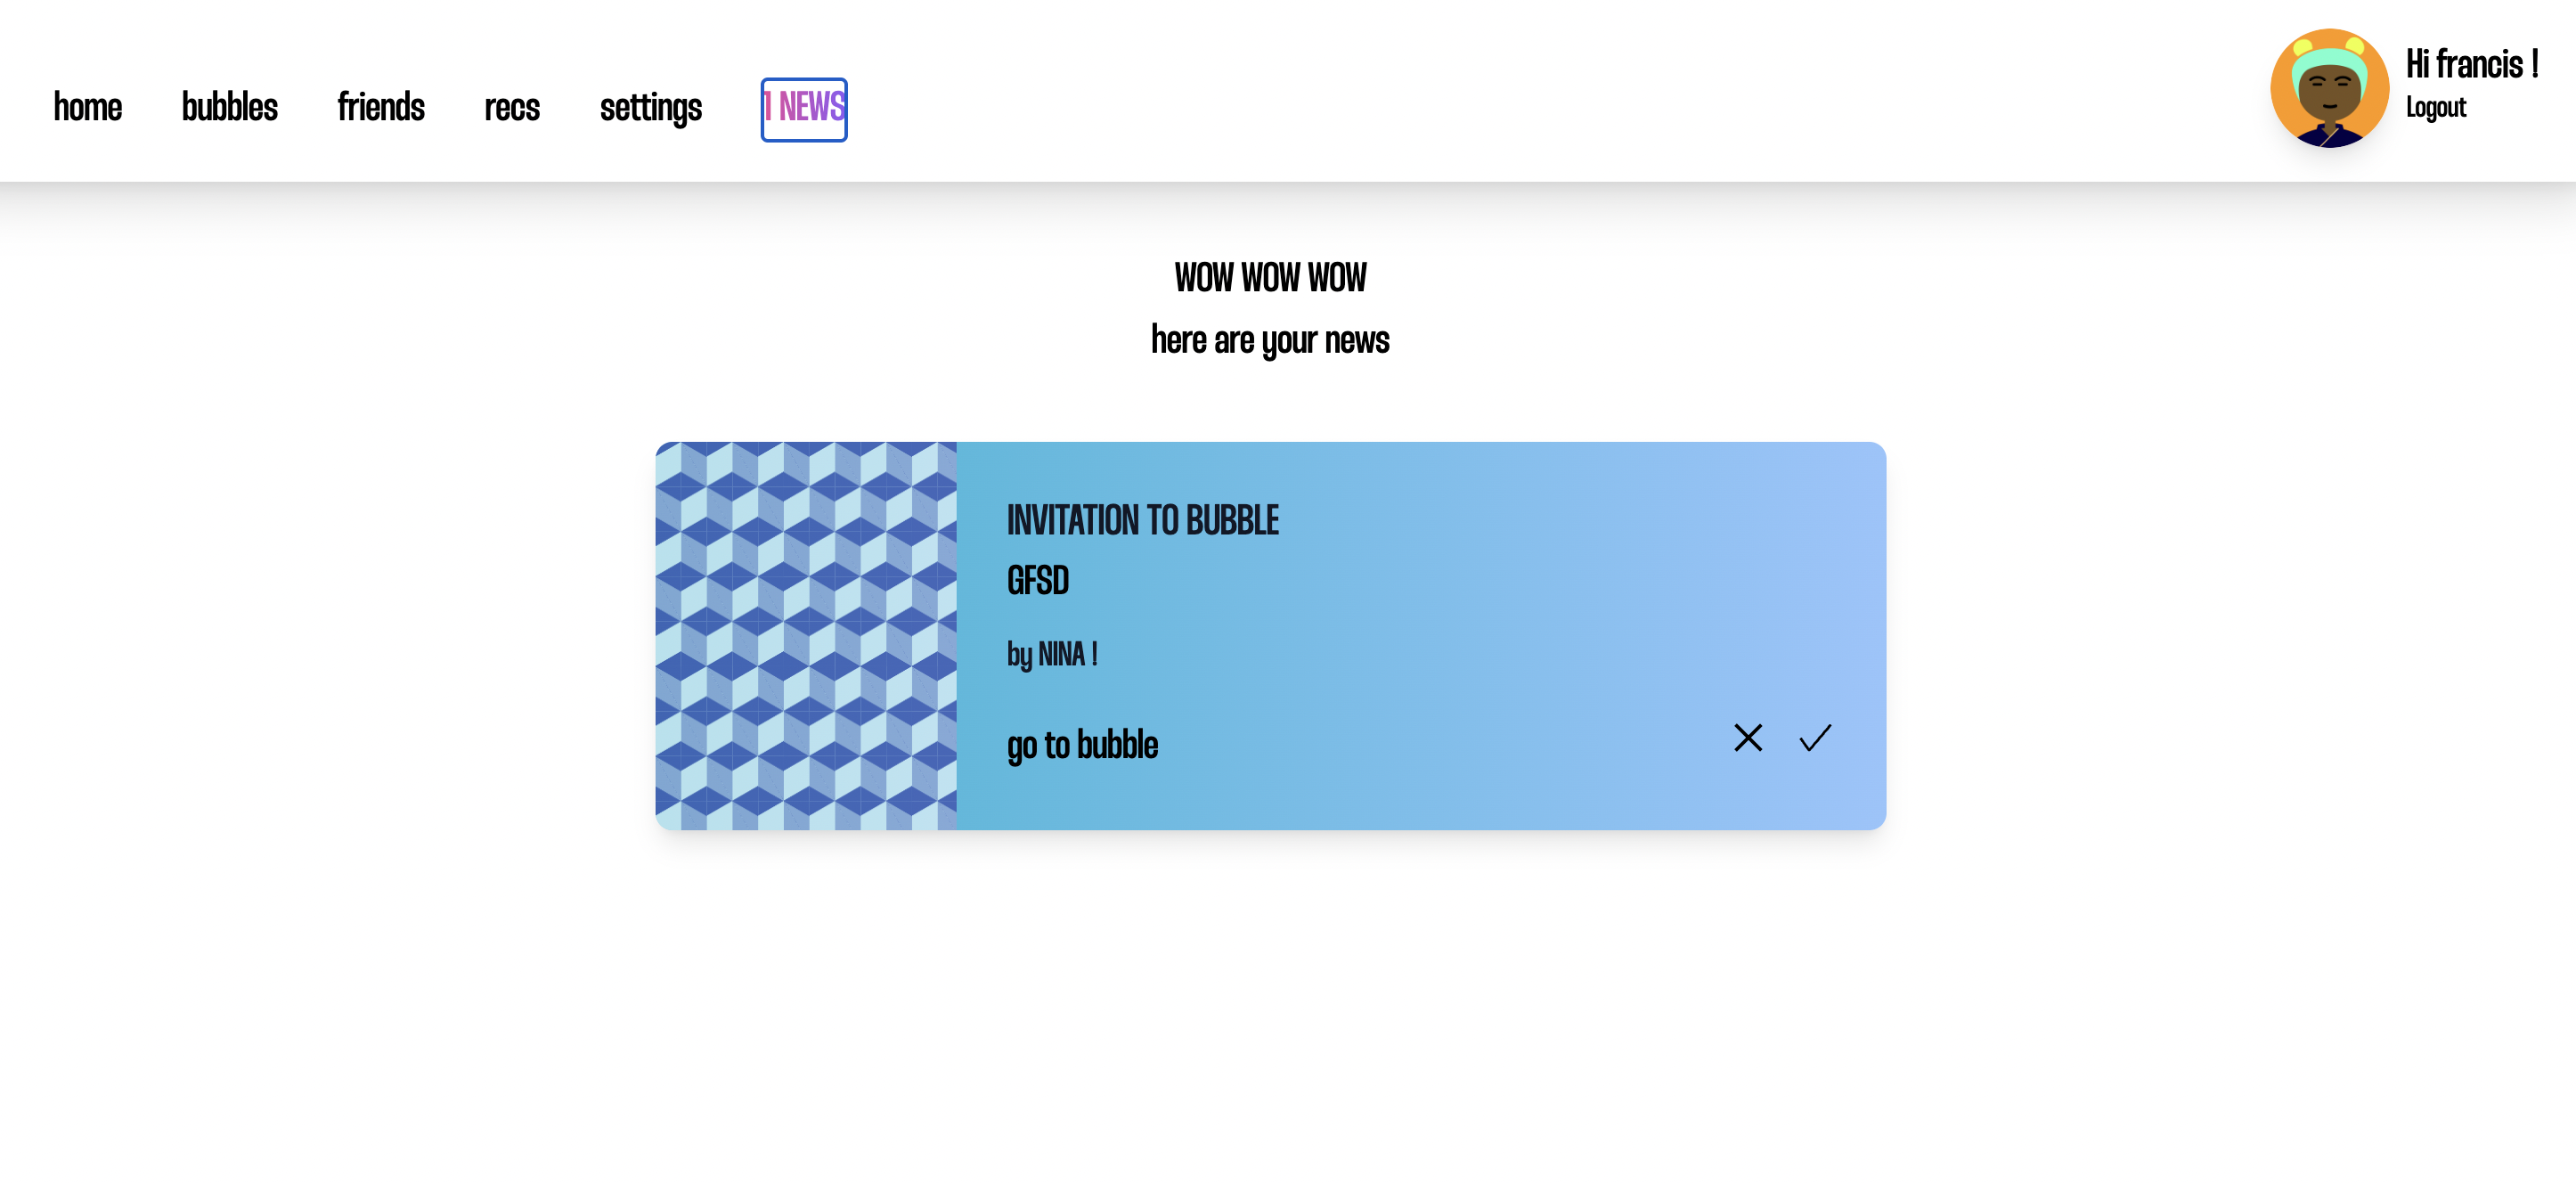 home bubbles friends recs settings 1 NEWS
Hi francis !
Logout
WOW WOW WOW
here are your news
INVITATION TO BUBBLE
GFSD
by NINA !
go to bubble